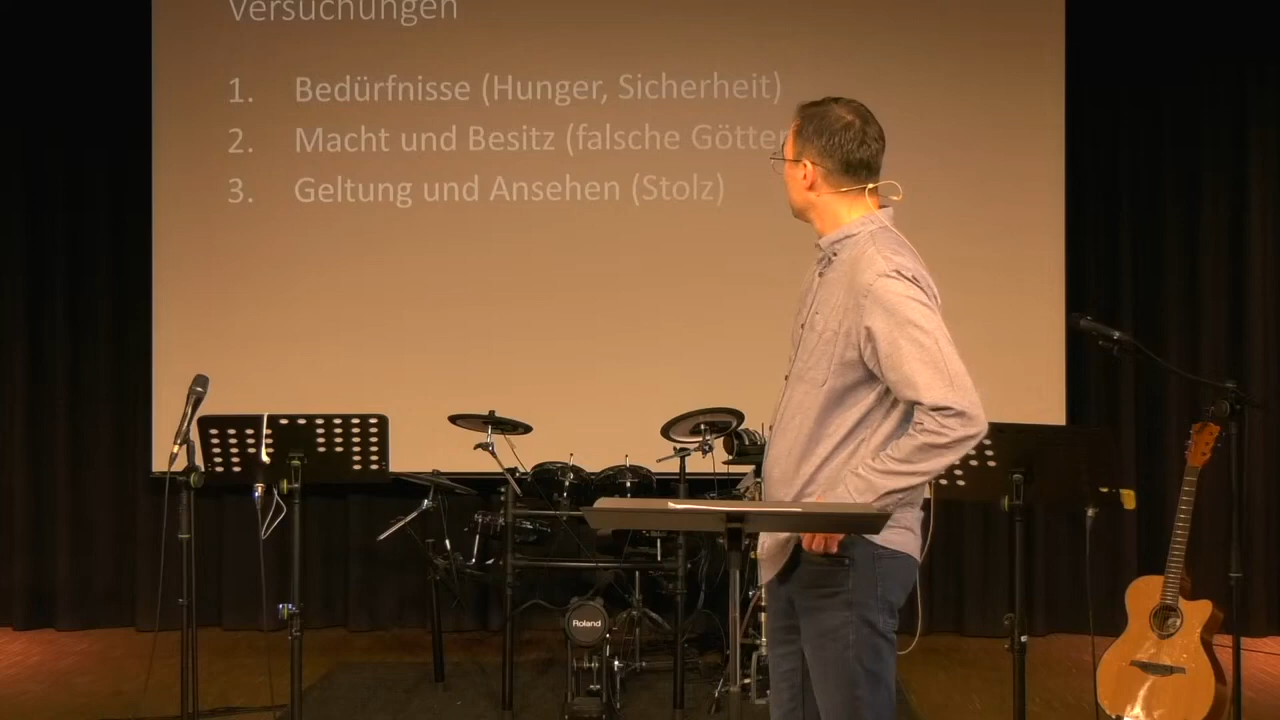 Versuchungen
1. Bedürfnisse (Hunger, Sicherheit)
2. Macht und Besitz (falsche Götter
3. Geltung und Ansehen (Stolz)
Roland